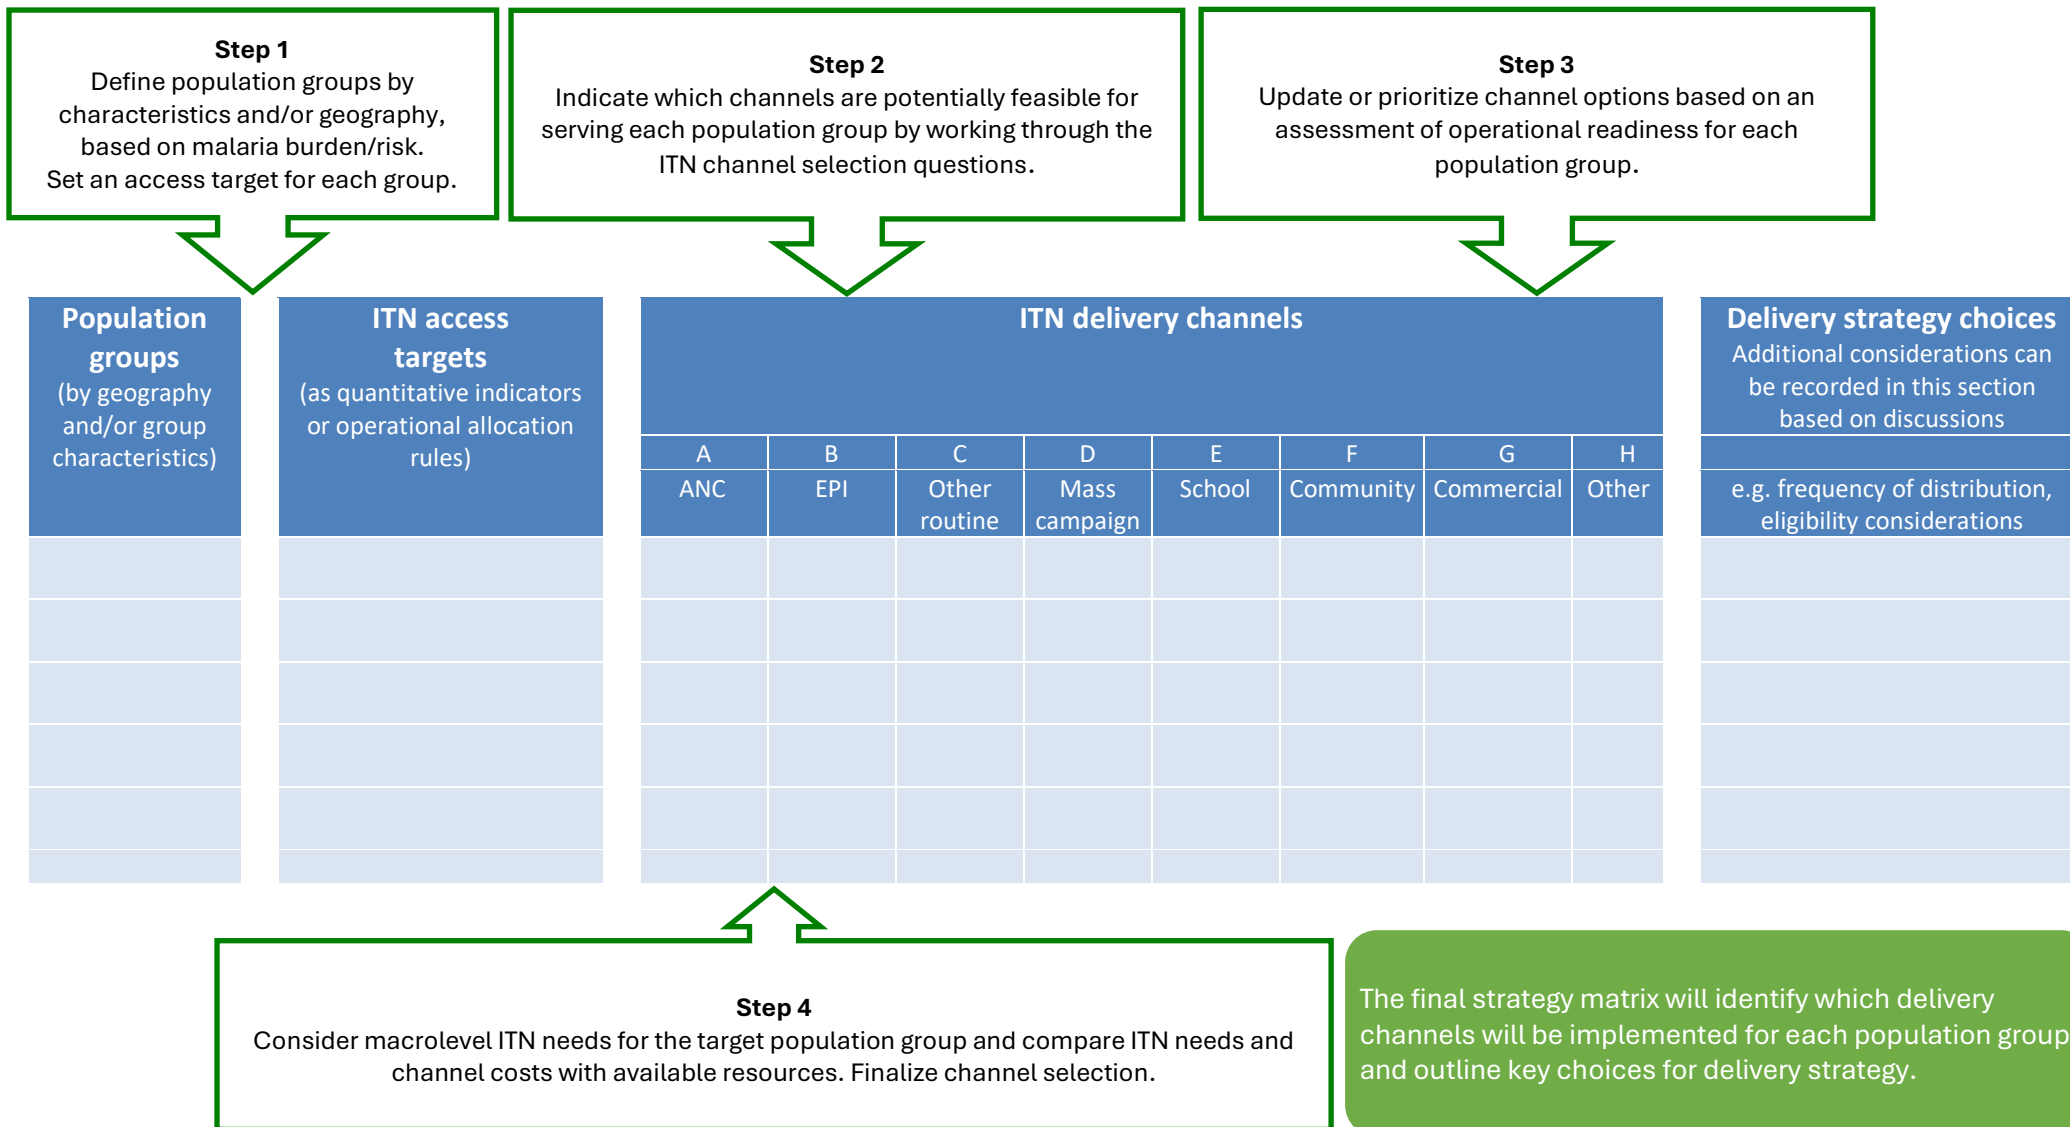 Step 1
Define population groups by
characteristics and/or geography,
based on malaria burden/risk.
Set an access target for each group.
Step 2
Indicate which channels are potentially feasible for
serving each population group by working through the
ITN channel selection questions.
Step 3
Update or prioritize channel options based on an
assessment of operational readiness for each
population group.
Population
groups
(by geography
and/or group
characteristics)
ITN access
targets
(as quantitative indicators
or operational allocation
rules)
ITN delivery channels
A
B
C
D
E
F
G
H
ANC
EPI
Other
routine
Mass
campaign
School
Community
Commercial
Other
Delivery strategy choices
Additional considerations can
be recorded in this section
based on discussions
e.g. frequency of distribution,
eligibility considerations
Step 4
Consider macrolevel ITN needs for the target population group and compare ITN needs and
channel costs with available resources. Finalize channel selection.
The final strategy matrix will identify which delivery
channels will be implemented for each population group
and outline key choices for delivery strategy.